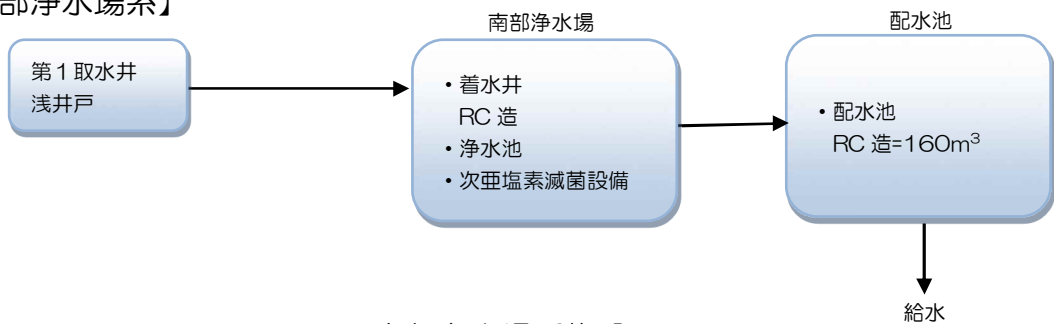 部浄水場系】
第１取水井
浅井戸
南部浄水場
・着水井
RC 造
・浄水池
・次亜塩素滅菌設備
配水池
・配水池
RC 造=160m³
給水